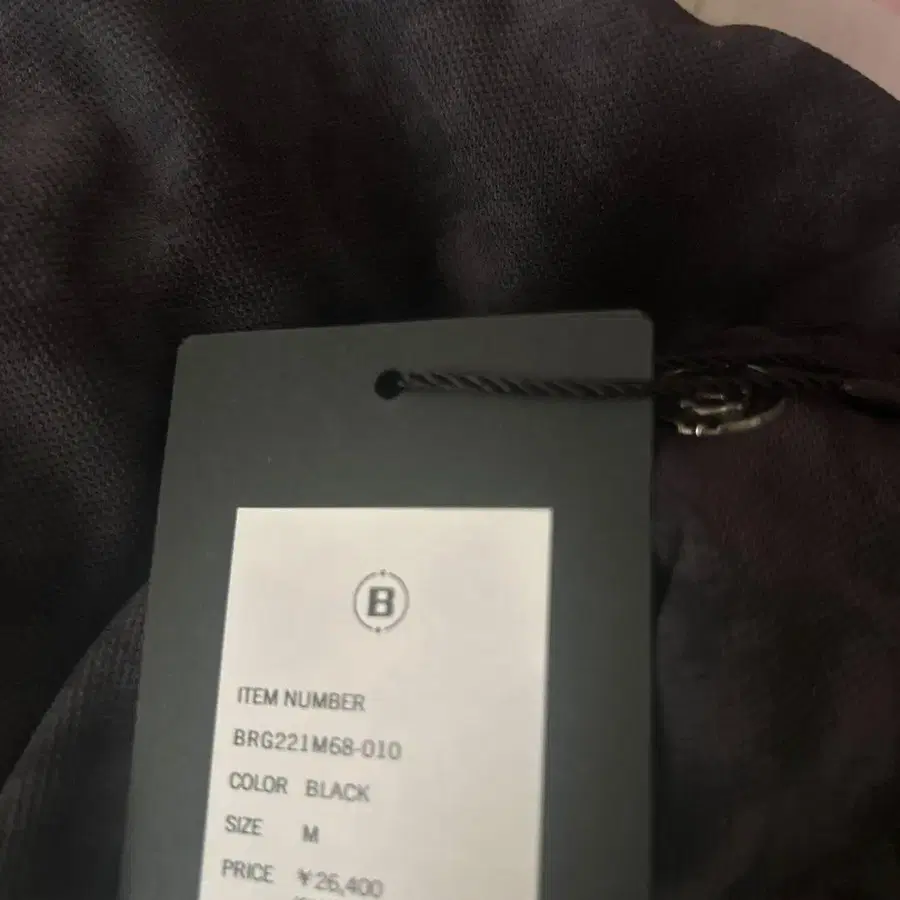 B
ITEM NUMBER
BRG221M68-010
COLOR BLACK
SIZE M
PRICE ¥26,400